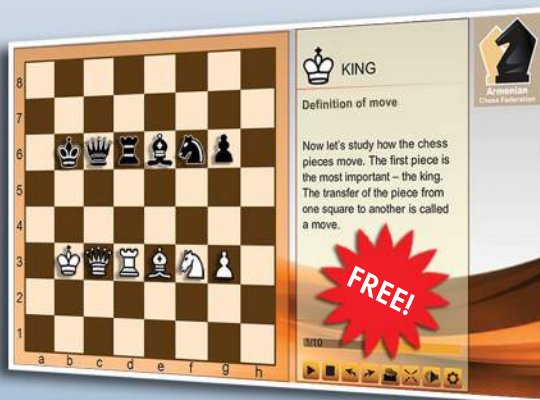 8
7
6
5
4
3
2
1
a b c d e f g h
KING
Definition of move
Now let's study how the chess
pieces move. The first piece is
the most important – the king.
The transfer of the piece from
one square to another is called
a move.
FREE!
1/10
Armenian
Chess Federation